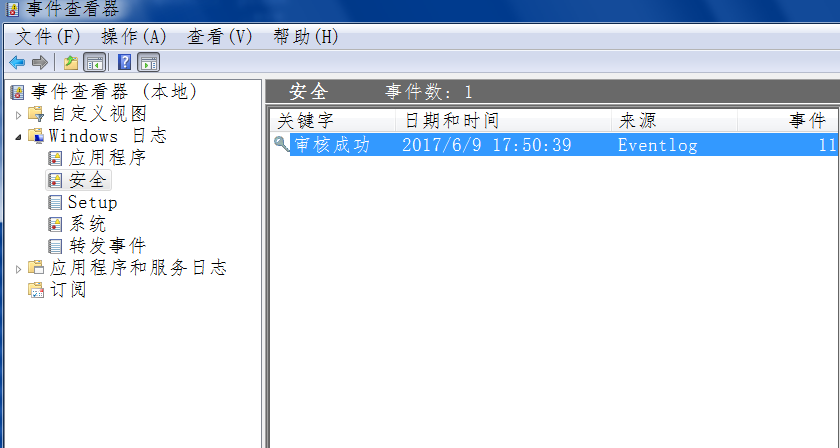 事件查看器
文件(F) 操作(A) 查看(V) 帮助(H)
事件查看器 (本地)
自定义视图
Windows 日志
应用程序
安全
Setup
系统
转发事件
应用程序和服务日志
订阅
安全 事件数: 1
关键字 日期和时间 来源 事件
审核成功 2017/6/9 17:50:39 Eventlog 11